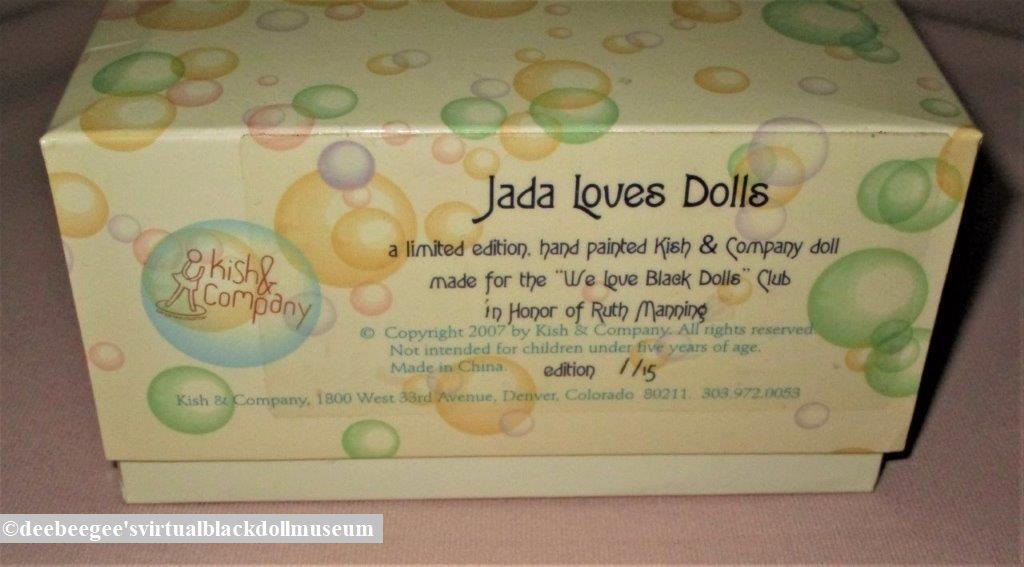 Jada Loves Dolls
a limited edition, hand painted Kish & Company doll
made for the "We Love Black Dolls" Club
in Honor of Ruth Manning
Kish &
Company
© Copyright 2007 by Kish & Company. All rights reserved.
Not intended for children under five years of age.
Made in China.
edition 1/15
Kish & Company, 1800 West 33rd Avenue, Denver, Colorado 80211. 303.972.0053
©deebeegee'svirtualblackdollmuseum